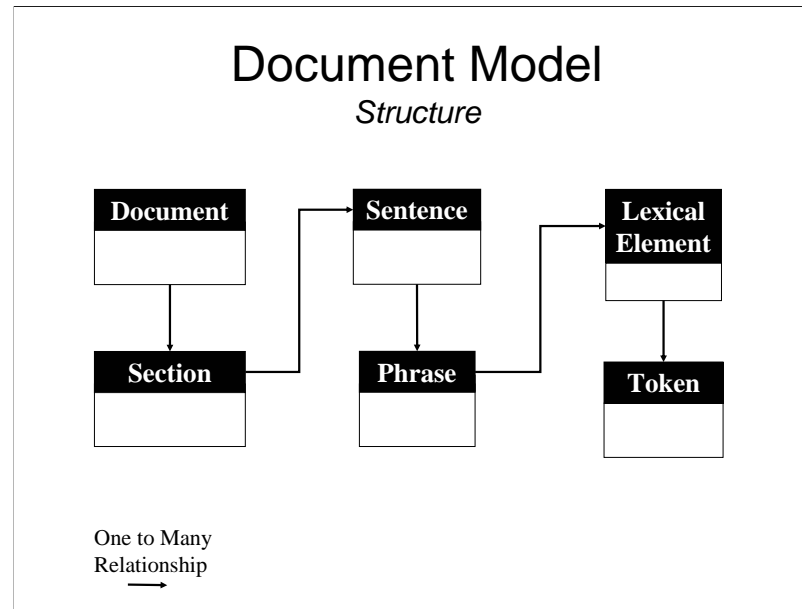 Document Model
Structure
Document
Section
Sentence
Phrase
Lexical
Element
Token
One to Many
Relationship